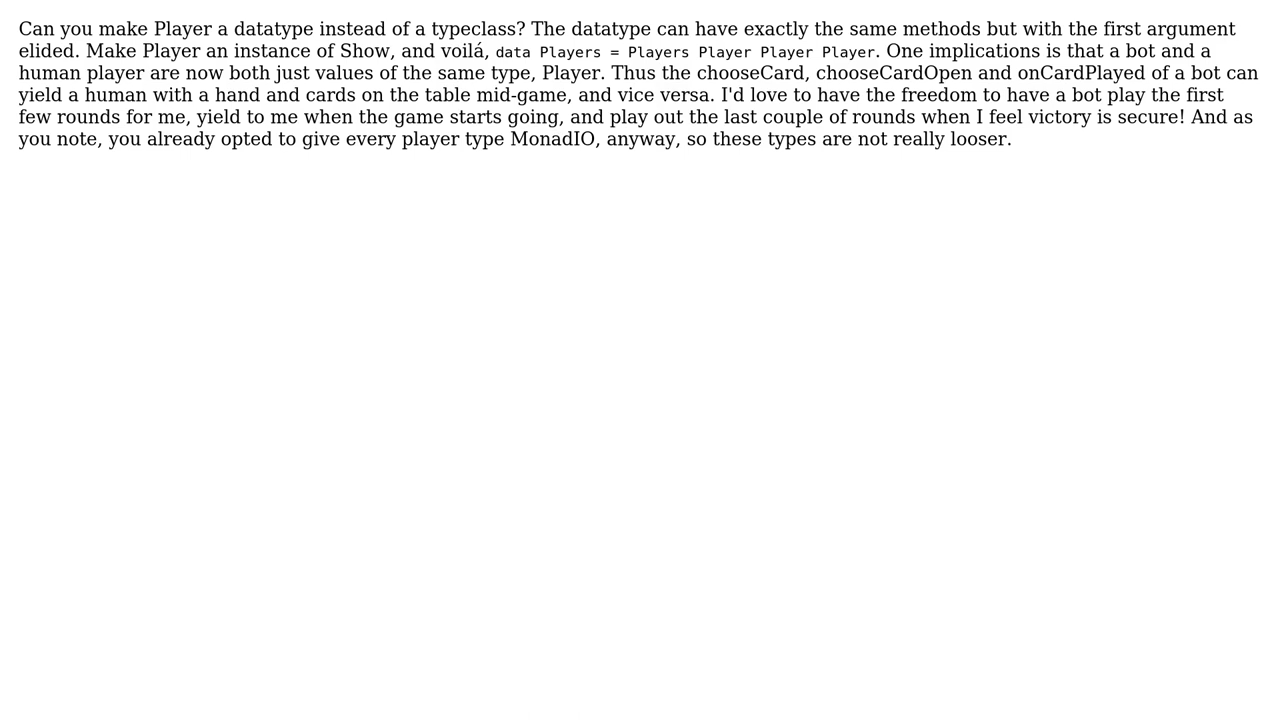 Can you make Player a datatype instead of a typeclass? The datatype can have exactly the same methods but with the first argument
elided. Make Player an instance of Show, and voilá, data Players = Players Player Player Player. One implications is that a bot and a
human player are now both just values of the same type, Player. Thus the chooseCard, chooseCardOpen and onCardPlayed of a bot can
yield a human with a hand and cards on the table mid-game, and vice versa. I'd love to have the freedom to have a bot play the first
few rounds for me, yield to me when the game starts going, and play out the last couple of rounds when I feel victory is secure! And as
you note, you already opted to give every player type MonadIO, anyway, so these types are not really looser.